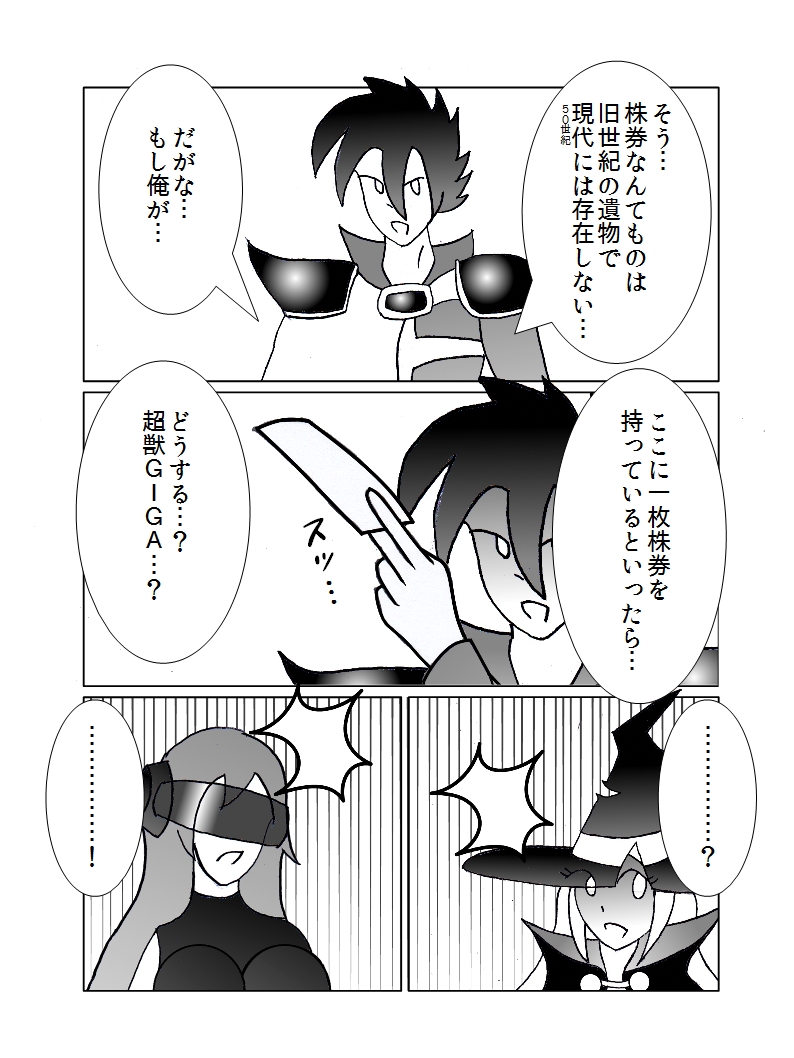 そう…
株券なんてものは
旧世紀の遺物で
現代には存在しない…
５０世紀
だがな…
もし俺が…
ここに一枚株券を
持っているといったら…
スッ…
どうする…？
超獣ＧＩＧＡ…？
……………？
……………！